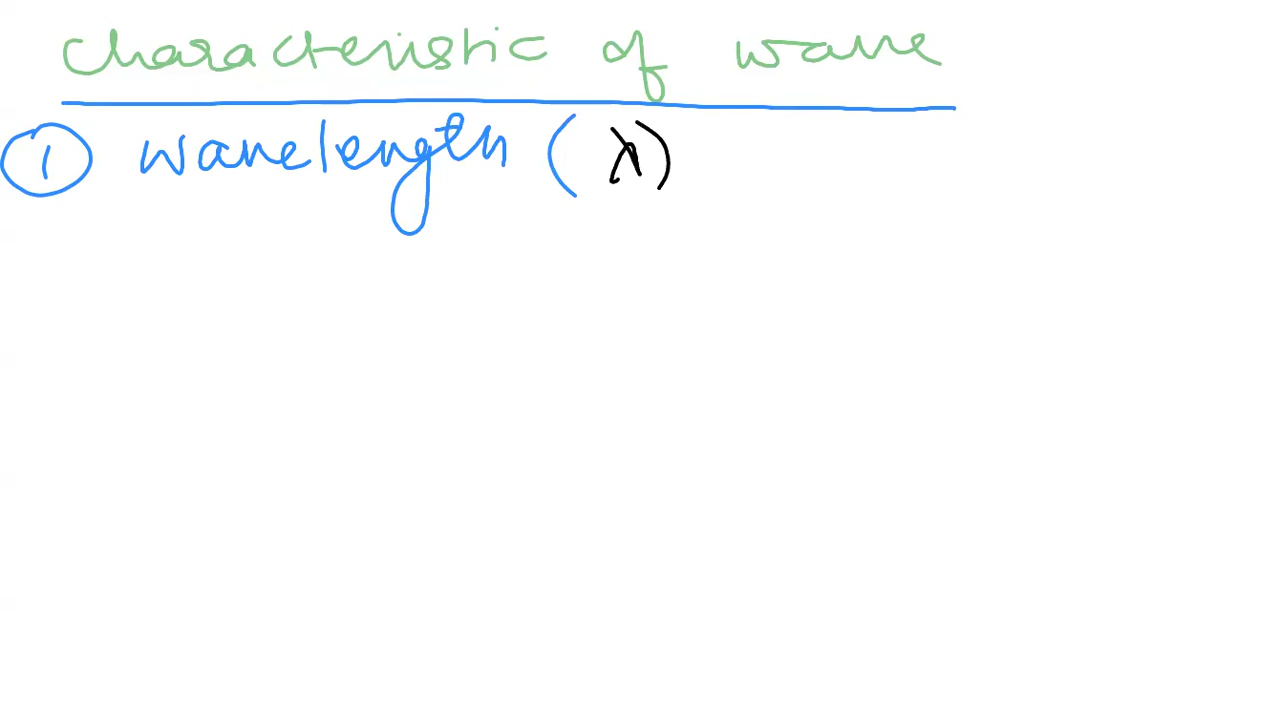 characteristic of wave
① wavelength (λ)